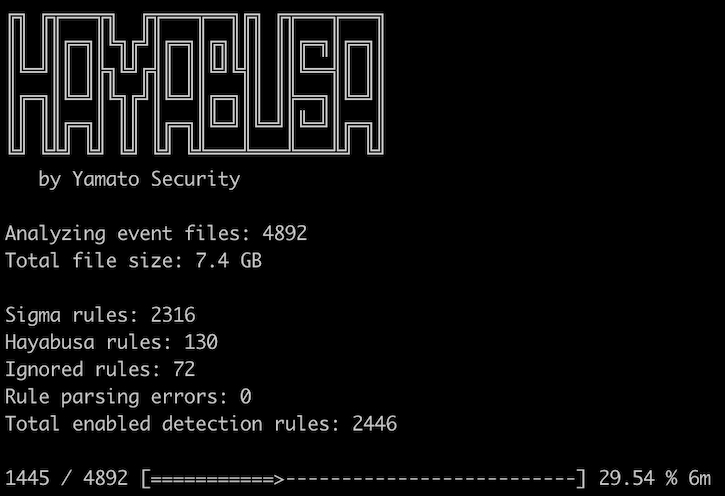 HAYABUSA
by Yamato Security
Analyzing event files: 4892
Total file size: 7.4 GB
Sigma rules: 2316
Hayabusa rules: 130
Ignored rules: 72
Rule parsing errors: 0
Total enabled detection rules: 2446
1445 / 4892 [===========>--------------------------] 29.54 % 6m